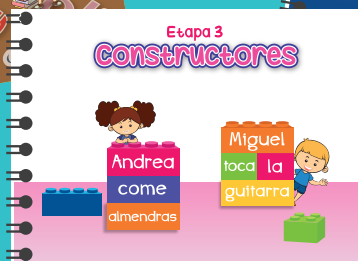 Etapa 3
Constructores
Andrea
come
almendras
Miguel
toca la
guitarra